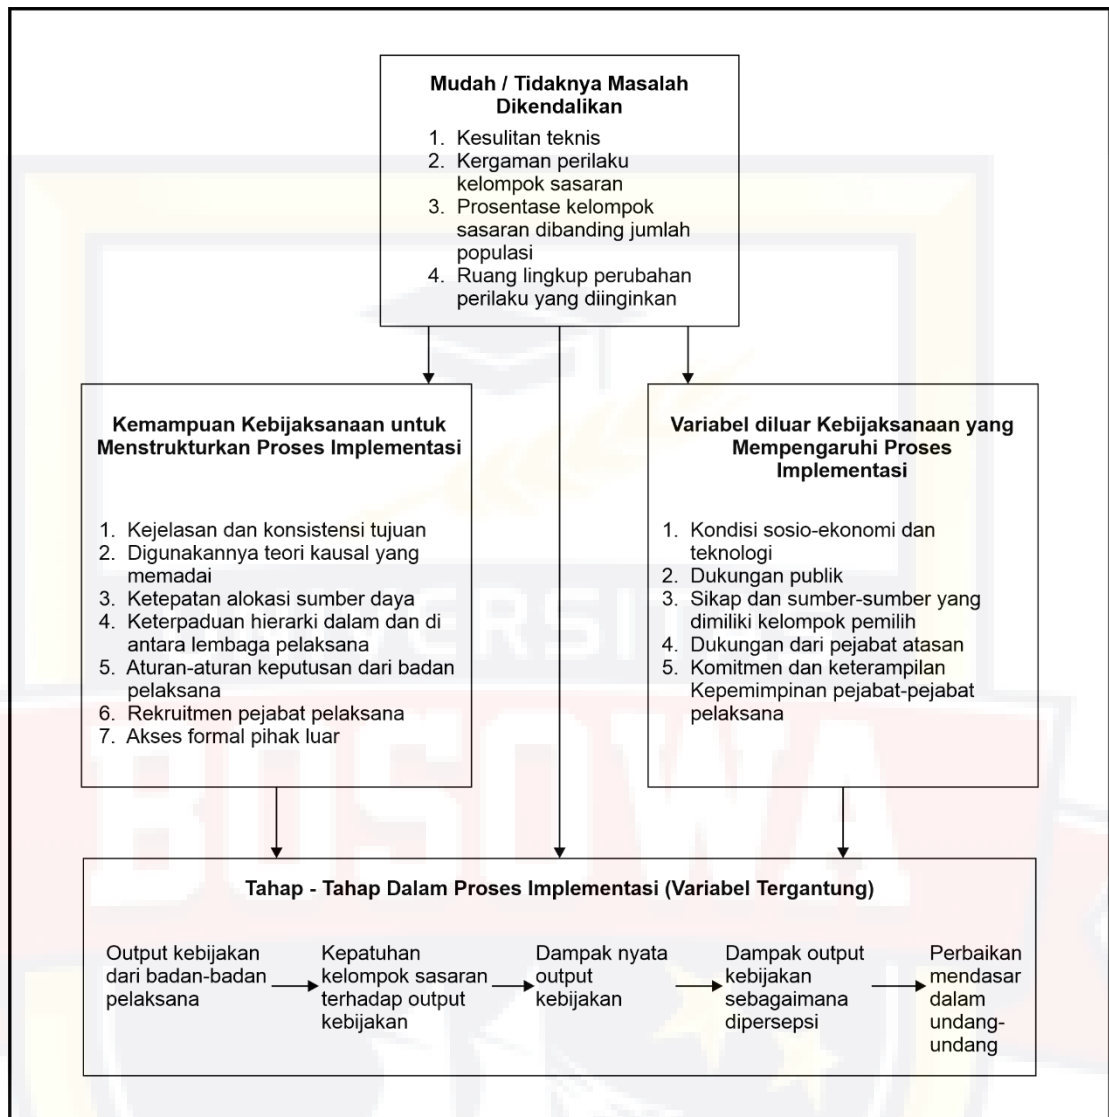 Mudah / Tidaknya Masalah
Dikendalikan
1. Kesulitan teknis
2. Kergaman perilaku
kelompok sasaran
3. Prosentase kelompok
sasaran dibanding jumlah
populasi
4. Ruang lingkup perubahan
perilaku yang diinginkan
Kemampuan Kebijaksanaan untuk
Menstrukturkan Proses Implementasi
1. Kejelasan dan konsistensi tujuan
2. Digunakannya teori kausal yang
memadai
3. Ketepatan alokasi sumber daya
4. Keterpaduan hierarki dalam dan di
antara lembaga pelaksana
5. Aturan-aturan keputusan dari badan
pelaksana
6. Rekruitmen pejabat pelaksana
7. Akses formal pihak luar
Variabel diluar Kebijaksanaan yang
Mempengaruhi Proses
Implementasi
1. Kondisi sosio-ekonomi dan
teknologi
2. Dukungan publik
3. Sikap dan sumber-sumber yang
dimiliki kelompok pemilih
4. Dukungan dari pejabat atasan
5. Komitmen dan keterampilan
Kepemimpinan pejabat-pejabat
pelaksana
Tahap - Tahap Dalam Proses Implementasi (Variabel Tergantung)
Output kebijakan
dari badan-badan
pelaksana
Kepatuhan
kelompok sasaran
terhadap output
kebijakan
Dampak nyata
output
kebijakan
Dampak output
kebijakan
sebagaimana
dipersepsi
Perbaikan
mendasar
dalam
undang-
undang
UNIVERSITAS
BOSOWA